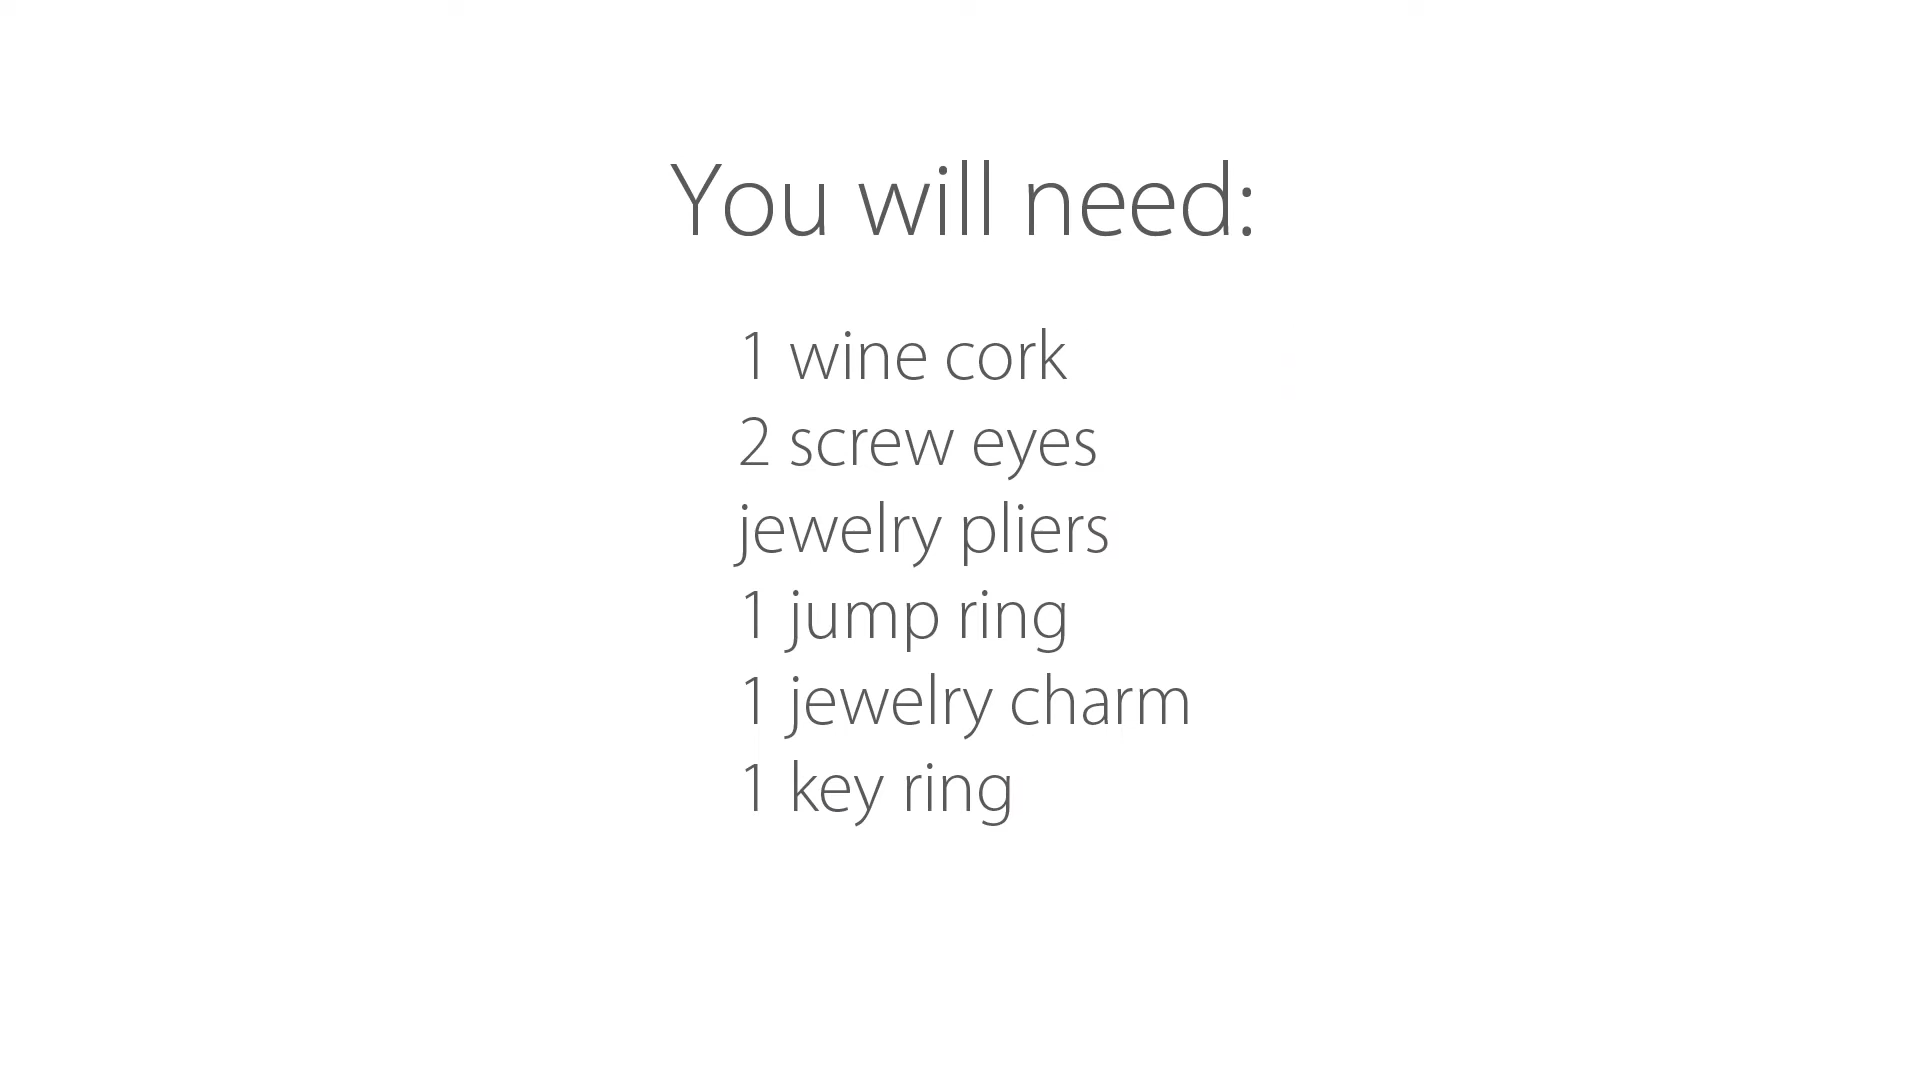 You will need:
1 wine cork
2 screw eyes
jewelry pliers
1 jump ring
1 jewelry charm
1 key ring